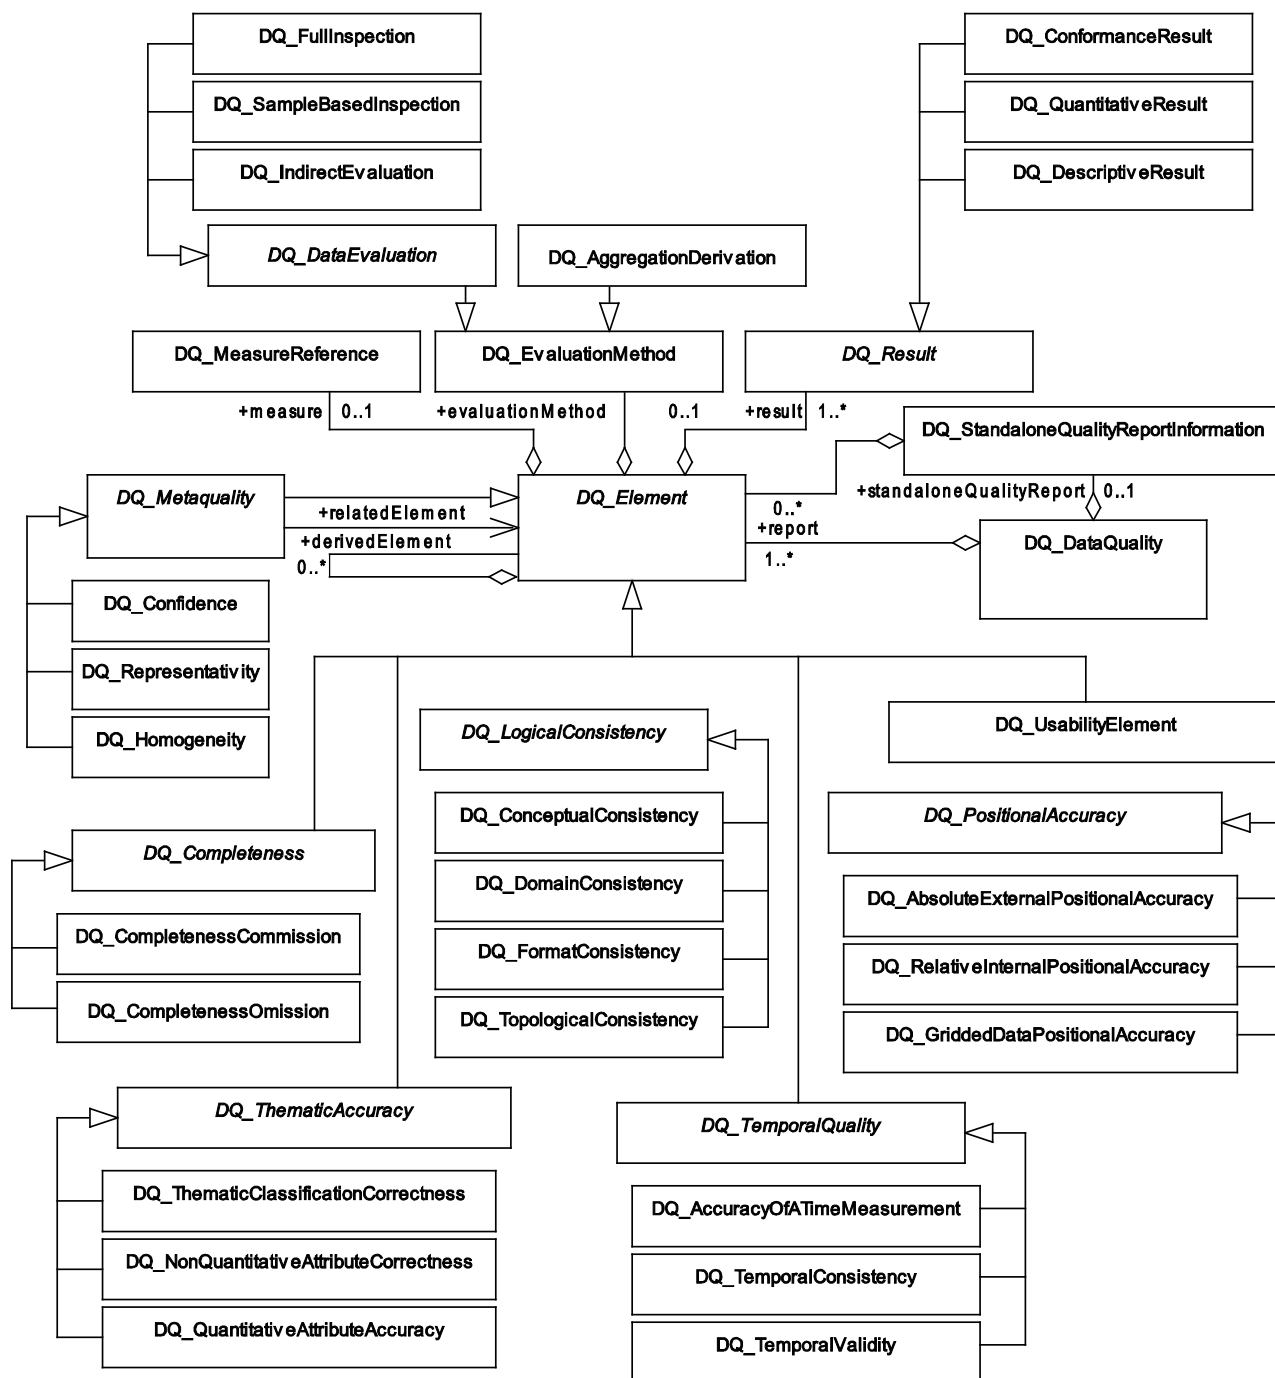 DQ_FullInspection
DQ_ConformanceResult
DQ_SampleBasedInspection
DQ_QuantitativeResult
DQ_IndirectEvaluation
DQ_DescriptiveResult
DQ_DataEvaluation
DQ_AggregationDerivation
DQ_MeasureReference
DQ_EvaluationMethod
DQ_Result
+measure 0..1
+evaluationMethod 0..1
+result 1..*
DQ_StandaloneQualityReportInformation
DQ_Metaquality
DQ_Element
+standaloneQualityReport 0..1
+relatedElement
0..*
+report
+derivedElement
0..*
1..*
DQ_DataQuality
DQ_Confidence
DQ_Representativity
DQ_Homogeneity
DQ_LogicalConsistency
DQ_UsabilityElement
DQ_ConceptualConsistency
DQ_PositionalAccuracy
DQ_Completeness
DQ_DomainConsistency
DQ_AbsoluteExternalPositionalAccuracy
DQ_CompletenessCommission
DQ_FormatConsistency
DQ_RelativeInternalPositionalAccuracy
DQ_CompletenessOmission
DQ_TopologicalConsistency
DQ_GriddedDataPositionalAccuracy
DQ_ThematicAccuracy
DQ_TemporalQuality
DQ_ThematicClassificationCorrectness
DQ_AccuracyOfATimeMeasurement
DQ_NonQuantitativeAttributeCorrectness
DQ_TemporalConsistency
DQ_QuantitativeAttributeAccuracy
DQ_TemporalValidity